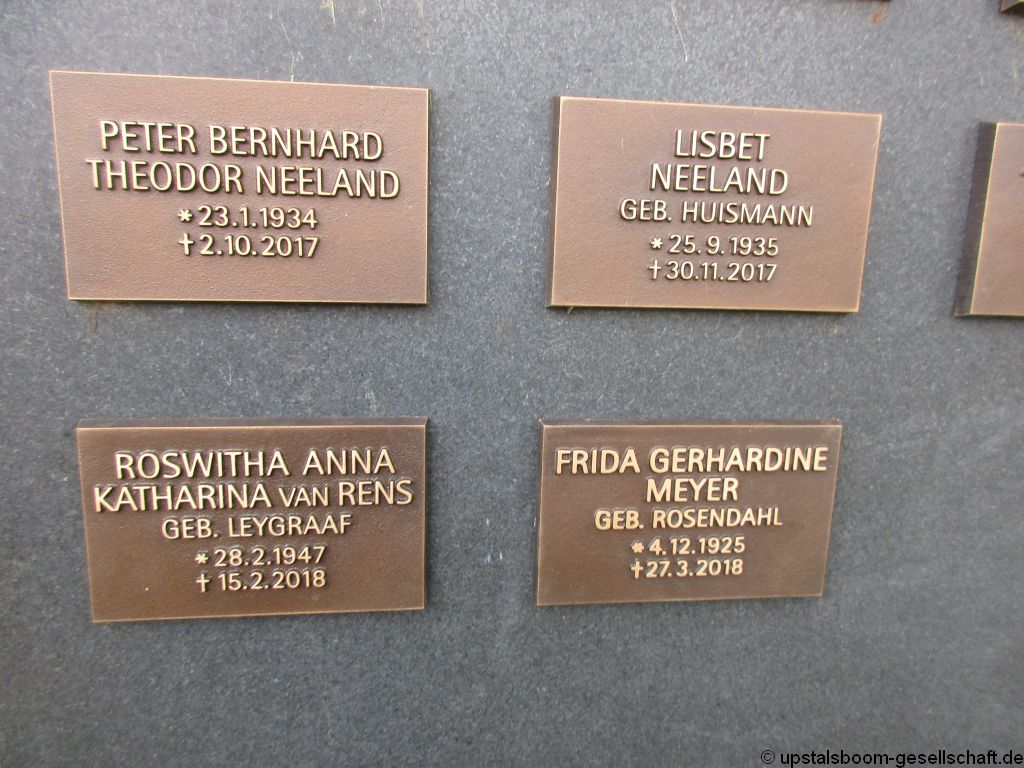 PETER BERNHARD
THEODOR NEELAND
* 23.1.1934
† 2.10.2017
LISBET
NEELAND
GEB. HUISMANN
* 25.9.1935
† 30.11.2017
ROSWITHA ANNA
KATHARINA VAN RENS
GEB. LEYGRAAF
* 28.2.1947
† 15.2.2018
FRIDA GERHARDINE
MEYER
GEB. ROSENDAHL
* 4.12.1925
† 27.3.2018
© upstalsboom-gesellschaft.de